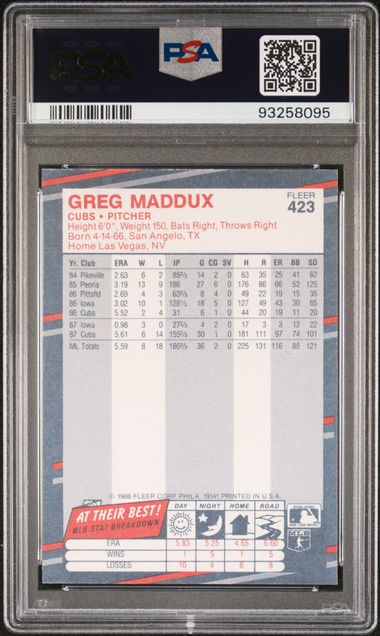 PSA
PSA
93258095
GREG MADDUX
FLEER
423
CUBS • PITCHER
Height 6'0", Weight 150, Bats Right, Throws Right
Born 4-14-66, San Angelo, TX
Home Las Vegas, NV
Yr. Club ERA W L IP G CG SV H R ER BB SO
84 Pikeville 2.63 6 2 85⅔ 14 2 0 63 35 25 41 62
85 Peoria 3.19 13 9 186 27 6 0 176 86 66 52 125
86 Pittsfld 2.69 4 3 63⅔ 8 4 0 49 22 19 15 35
86 Iowa 3.02 10 1 128⅓ 18 5 0 127 49 43 30 65
86 Cubs 5.52 2 4 31 6 1 0 44 20 19 11 20
87 Iowa 0.98 3 0 27⅔ 4 2 0 17 3 3 12 22
87 Cubs 5.61 6 14 155⅔ 30 1 0 181 111 97 74 101
ML Totals 5.59 8 18 186⅔ 36 2 0 225 131 116 85 121
© 1988 FLEER CORP. PHILA. 19141 PRINTED IN U.S.A.
AT THEIR BEST!
MLB STAT BREAKDOWN
DAY NIGHT HOME ROAD
ERA 5.83 5.25 4.65 6.60
WINS 1 5 1 5
LOSSES 10 4 6 8
PSA